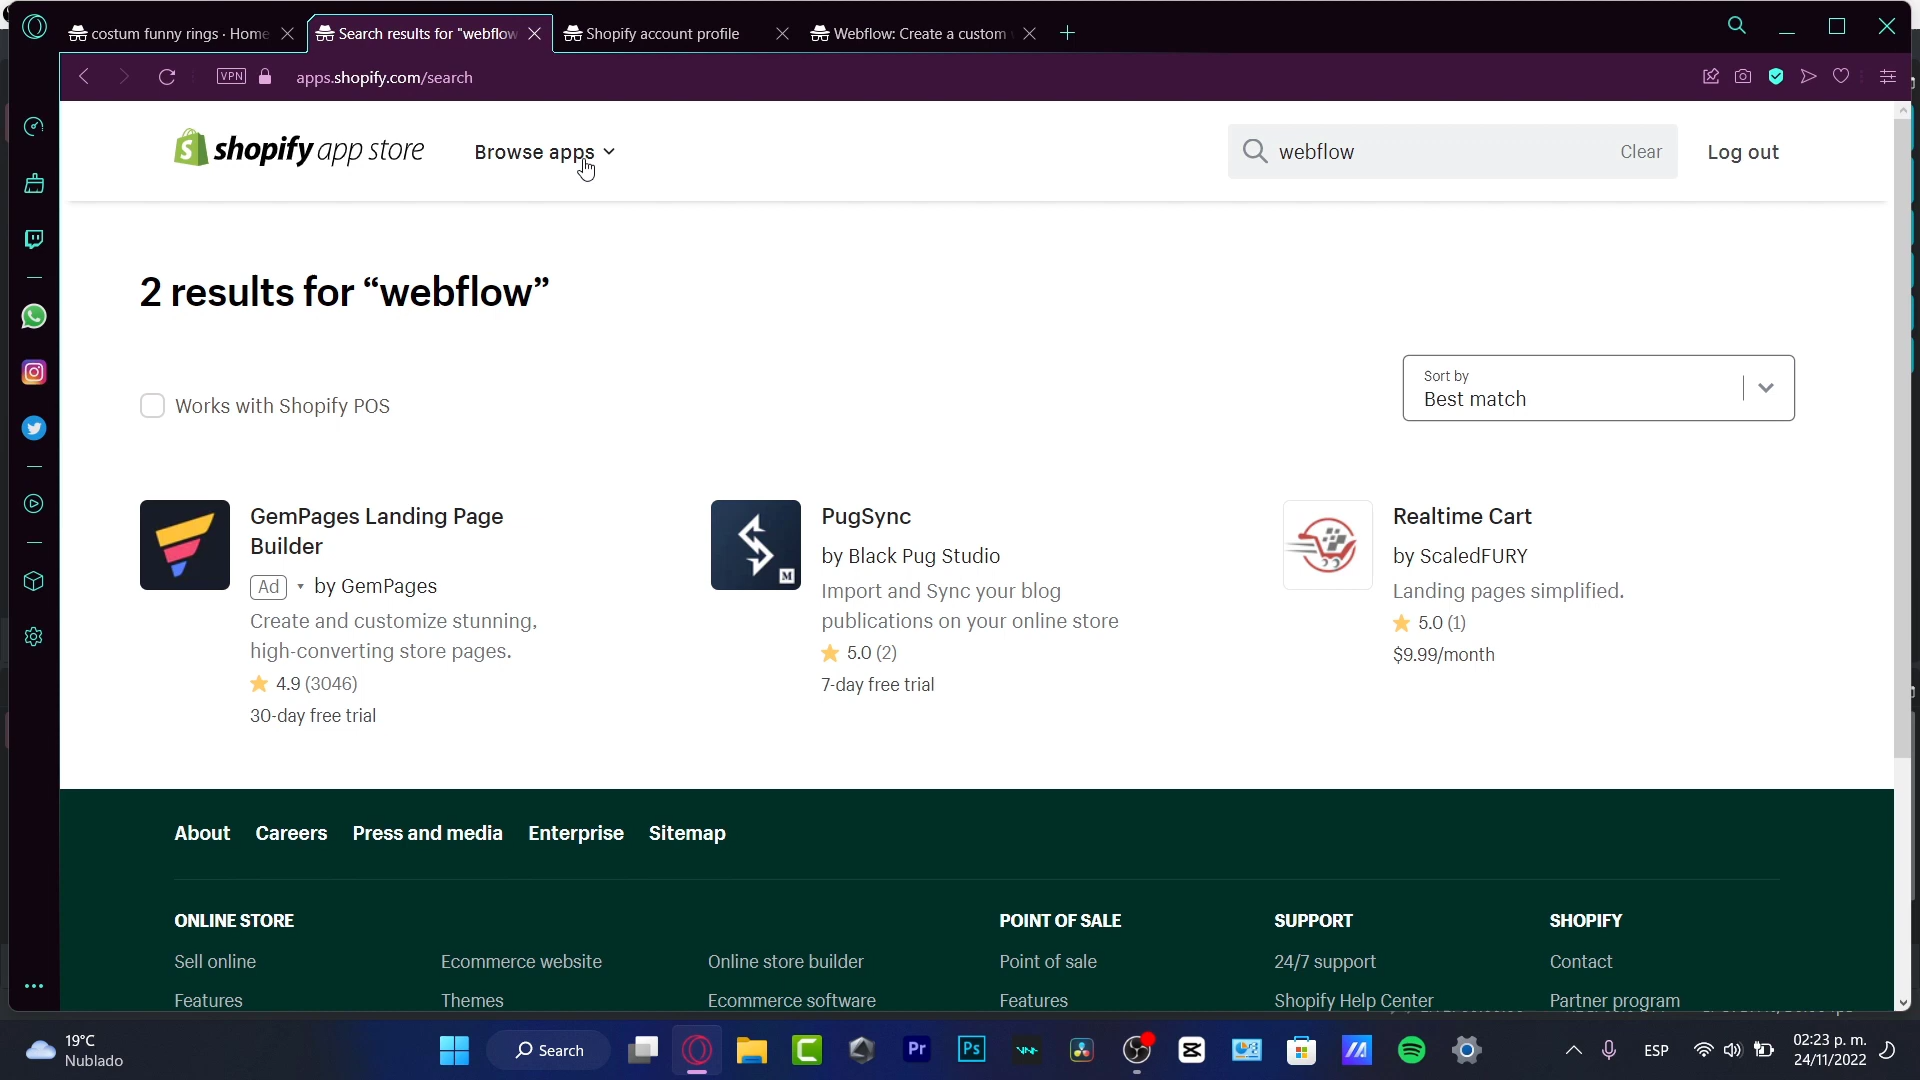 costum funny rings · Home
Search results for "webflow
Shopify account profile
Webflow: Create a custom
VPN
apps.shopify.com/search
shopify app store
Browse apps
webflow
Clear
Log out
2 results for “webflow”
Works with Shopify POS
Sort by
Best match
GemPages Landing Page
Builder
Ad by GemPages
Create and customize stunning,
high-converting store pages.
4.9 (3046)
30-day free trial
PugSync
by Black Pug Studio
Import and Sync your blog
publications on your online store
5.0 (2)
7-day free trial
Realtime Cart
by ScaledFURY
Landing pages simplified.
5.0 (1)
$9.99/month
About Careers Press and media Enterprise Sitemap
ONLINE STORE
POINT OF SALE
SUPPORT
SHOPIFY
Sell online
Ecommerce website
Online store builder
Point of sale
24/7 support
Contact
Features
Themes
Ecommerce software
Features
Shopify Help Center
Partner program
19°C
Nublado
Search
Pr
Ps
ESP
02:23 p. m.
24/11/2022